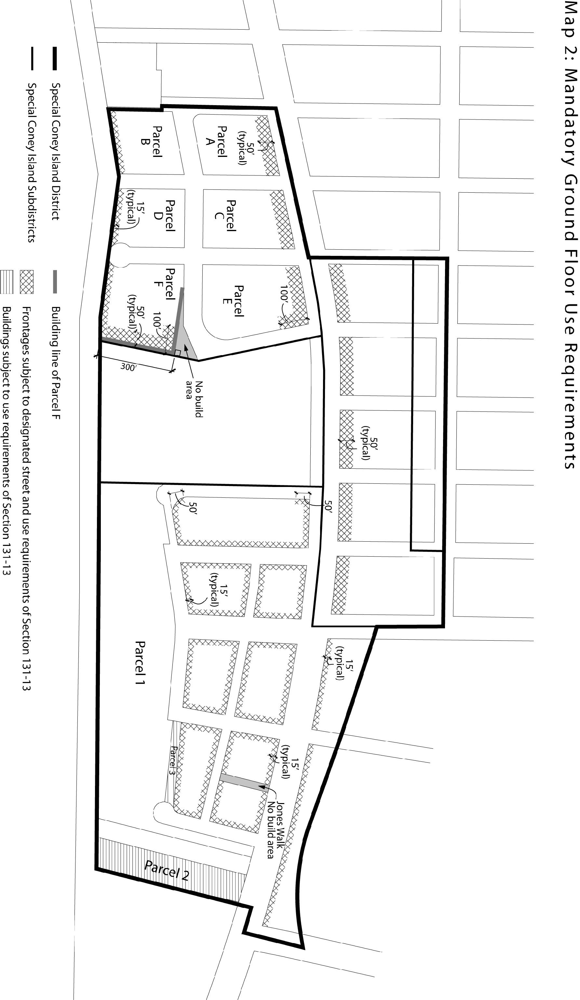 Map 2: Mandatory Ground Floor Use Requirements
50'
(typical)
15'
(typical)
50'
(typical)
Parcel
A
Parcel
C
Parcel
E
100'
50'
15'
(typical)
Jones Walk
No build area
Parcel
B
Parcel
D
15'
(typical)
Parcel
F
100'
50'
(typical)
No build
area
300'
50'
15'
(typical)
Parcel 1
Parcel 3
Parcel 2
Special Coney Island District
Special Coney Island Subdistricts
Building line of Parcel F
Frontages subject to designated street and use requirements of Section 131-13
Buildings subject to use requirements of Section 131-13